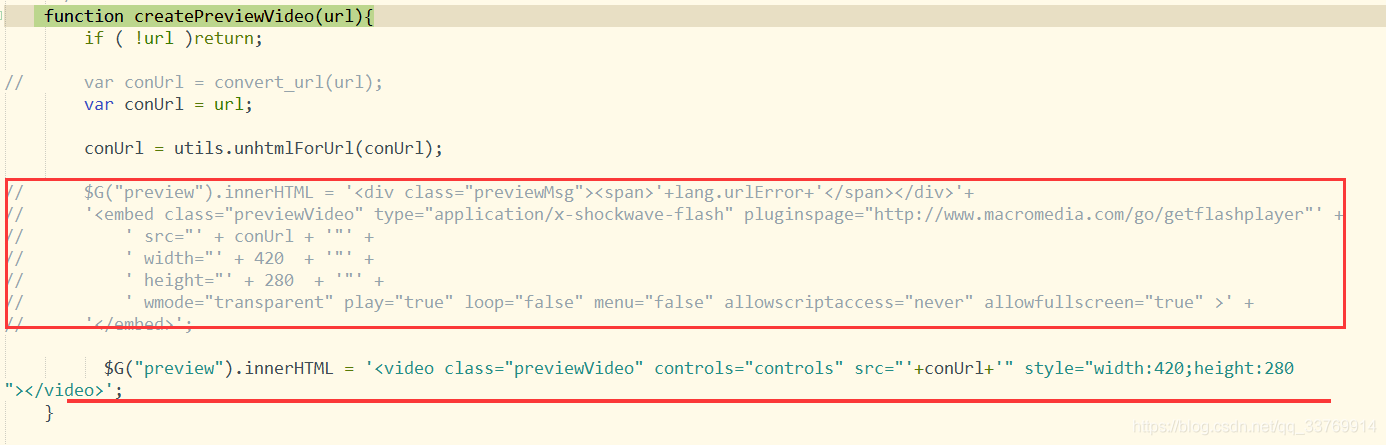 function createPreviewVideo(url){
if ( !url )return;
//      var conUrl = convert_url(url);
var conUrl = url;
conUrl = utils.unhtmlForUrl(conUrl);
//      $G("preview").innerHTML = '<div class="previewMsg"><span>'+lang.urlError+'</span></div>'+
//      '<embed class="previewVideo" type="application/x-shockwave-flash" pluginspage="http://www.macromedia.com/go/getflashplayer"' +
//          ' src="' + conUrl + '"' +
//          ' width="' + 420  + '"' +
//          ' height="' + 280  + '"' +
//          ' wmode="transparent" play="true" loop="false" menu="false" allowscriptaccess="never" allowfullscreen="true" >' +
//      '</embed>';
$G("preview").innerHTML = '<video class="previewVideo" controls="controls" src="'+conUrl+'" style="width:420;height:280
"></video>';
}
https://blog.csdn.net/qq_33769914